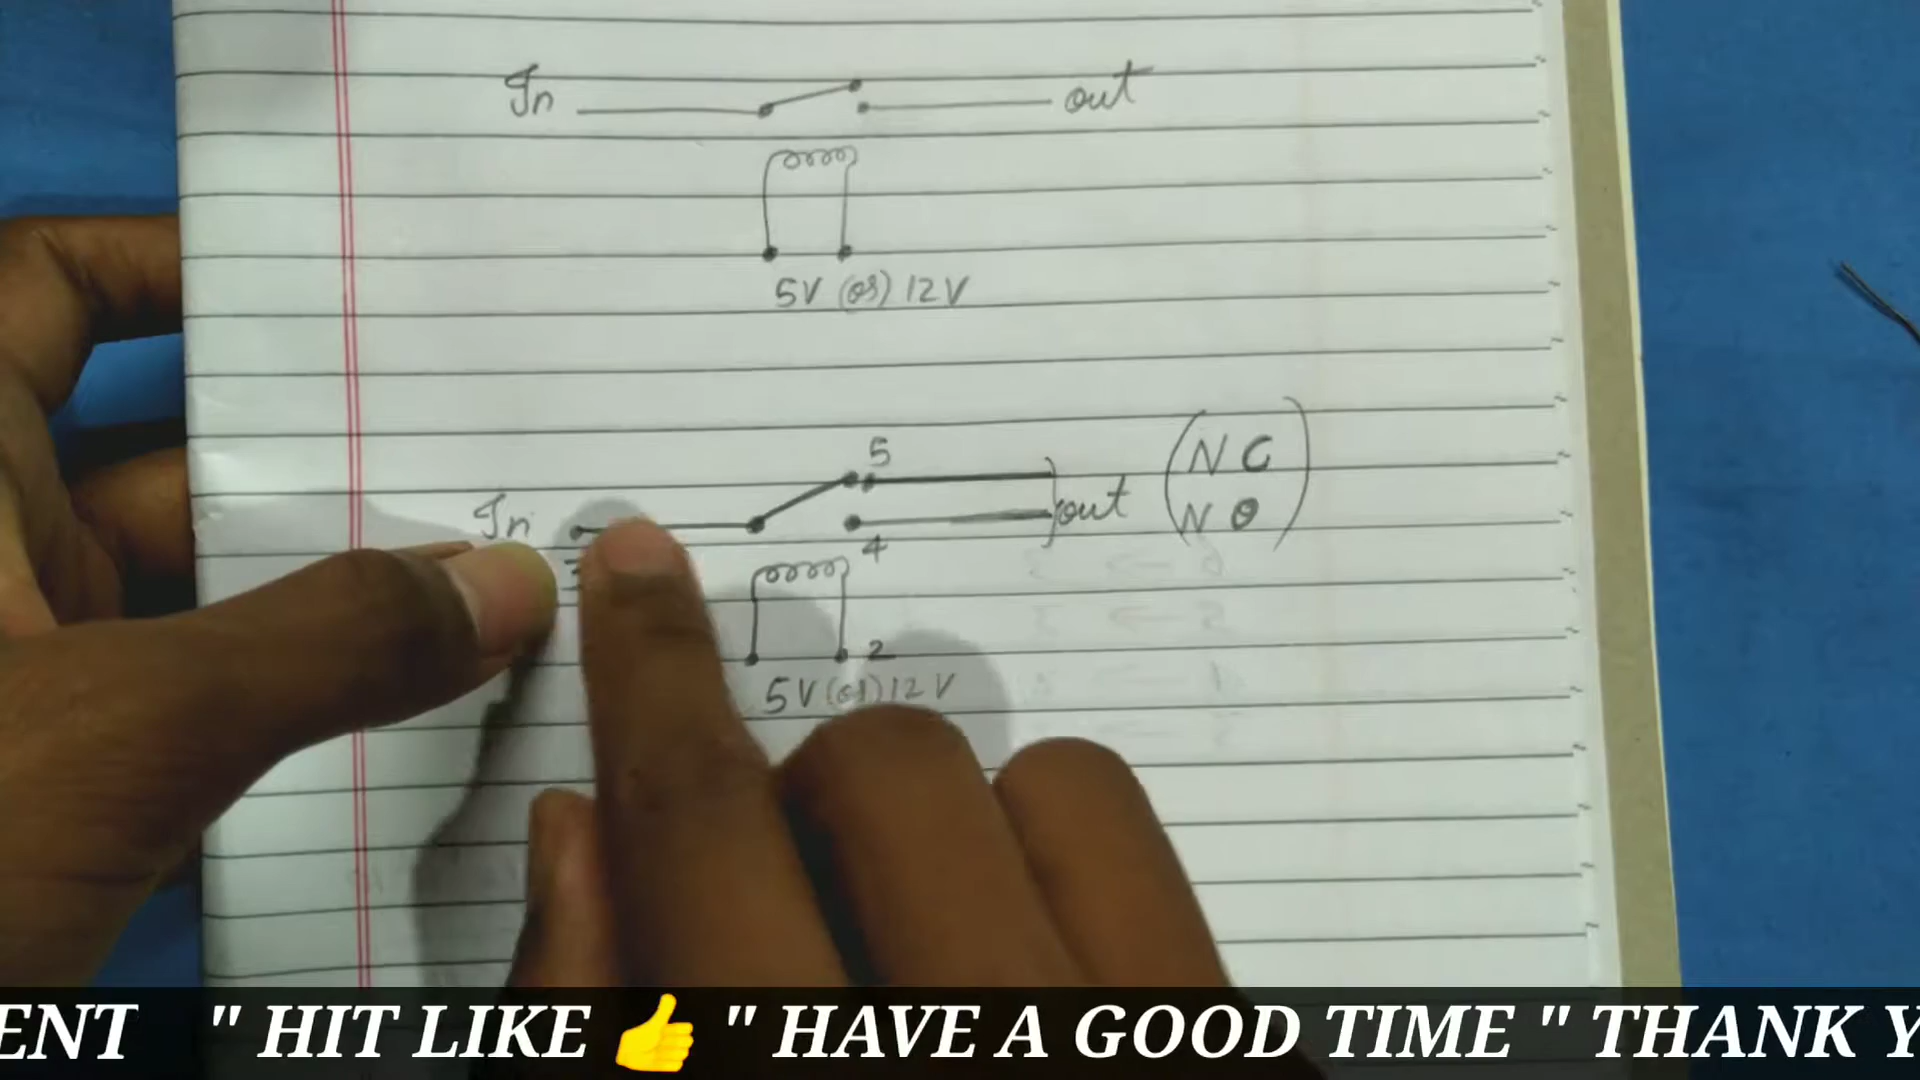 In out
5V (or) 12V
5
In out (NC
NO)
3 4
2
5V (or) 12V
ENT " HIT LIKE 👍 " HAVE A GOOD TIME " THANK Y